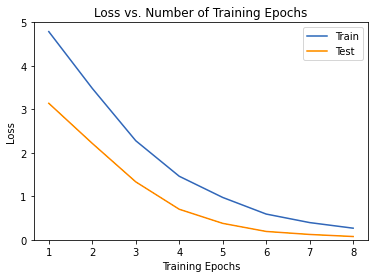 Loss vs. Number of Training Epochs
5
4
3
2
1
0
Loss
Train
Test
1 2 3 4 5 6 7 8
Training Epochs